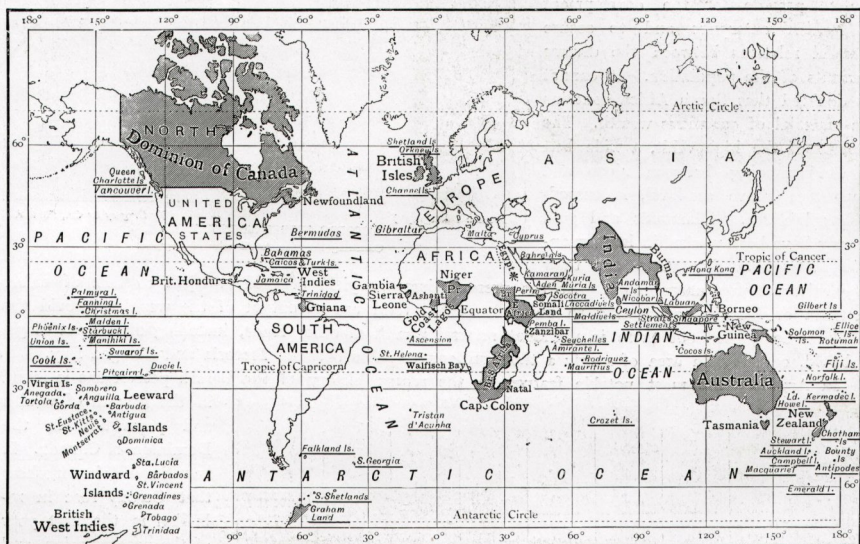 180° 150° 120° 90° 60° 30° 0° 30° 60° 90° 120° 150° 180°
Arctic Circle
60°
60°
NORTH
Dominion of Canada
Shetland Is
Orkney Is
British
Isles
Channel Is
A S I A
EUROPE
ATLANTIC
OCEAN
Queen
Charlotte Is
Vancouver I.
Newfoundland
UNITED
AMERICA
STATES
30°
30°
PACIFIC
OCEAN
Bermudas
Gibraltar
Malta
Cyprus
Egypt
AFRICA
Bahrein Is
India
Burma
Tropic of Cancer
Hong Kong
PACIFIC
OCEAN
Bahamas
Caicos & Turk Is.
Jamaica
West
Indies
Trinidad
Brit. Honduras
Guiana
Gambia
Sierra
Leone
Ashanti
Gold
Coast
Lagos
Niger
Pr.
Kamaran
Aden
Perim
Kuria
Muria Is
Socotra
Somali
Land
Laccadives
Maldives
Andaman
Is
Nicobar
Ceylon
Labuan
N. Borneo
Straits
Settlements
Singapore
Gilbert Is
Palmyra I.
Fanning I.
Christmas I.
0°
0°
Equator
Br.
E.
Africa
Pemba I.
Zanzibar
New
Guinea
Solomon
Is
Ellice
Is
Rotumah
Phoenix Is
Malden I.
Starbuck I.
Union Is.
Manihiki Is
Suwarof Is
Cook Is.
Ducie I.
Pitcairn I.
SOUTH
AMERICA
Ascension
St. Helena
Walfisch Bay
Seychelles
Amirante I.
Rodriguez
Mauritius
INDIAN
OCEAN
Cocos Is.
Tropic of Capricorn
Fiji Is.
Norfolk I.
30°
30°
Natal
Cape Colony
Australia
L'd.
Howe I.
Kermadec I.
New
Zealand
Tasmania
Chatham
Is
Bounty
Is
Antipodes
Stewart I.
Auckland I
Campbell I.
Macquarie I
Emerald I.
Tristan
d'Acunha
Crozet Is.
Falkland Is.
S. Georgia
ANTARCTIC OCEAN
60°
S. Shetlands
Graham
Land
Antarctic Circle
Virgin Is.
Anegada
Tortola
Gorda
Sombrero
Anguilla
Barbuda
Antigua
Leeward
Islands
St. Eustace
St. Kitts
Nevis
Montserrat
Dominica
Sta. Lucia
Barbados
St. Vincent
Grenadines
Grenada
Tobago
Trinidad
Windward
Islands
British
West Indies
90° 60° 30° 0° 30° 60° 90° 120° 150° 180°